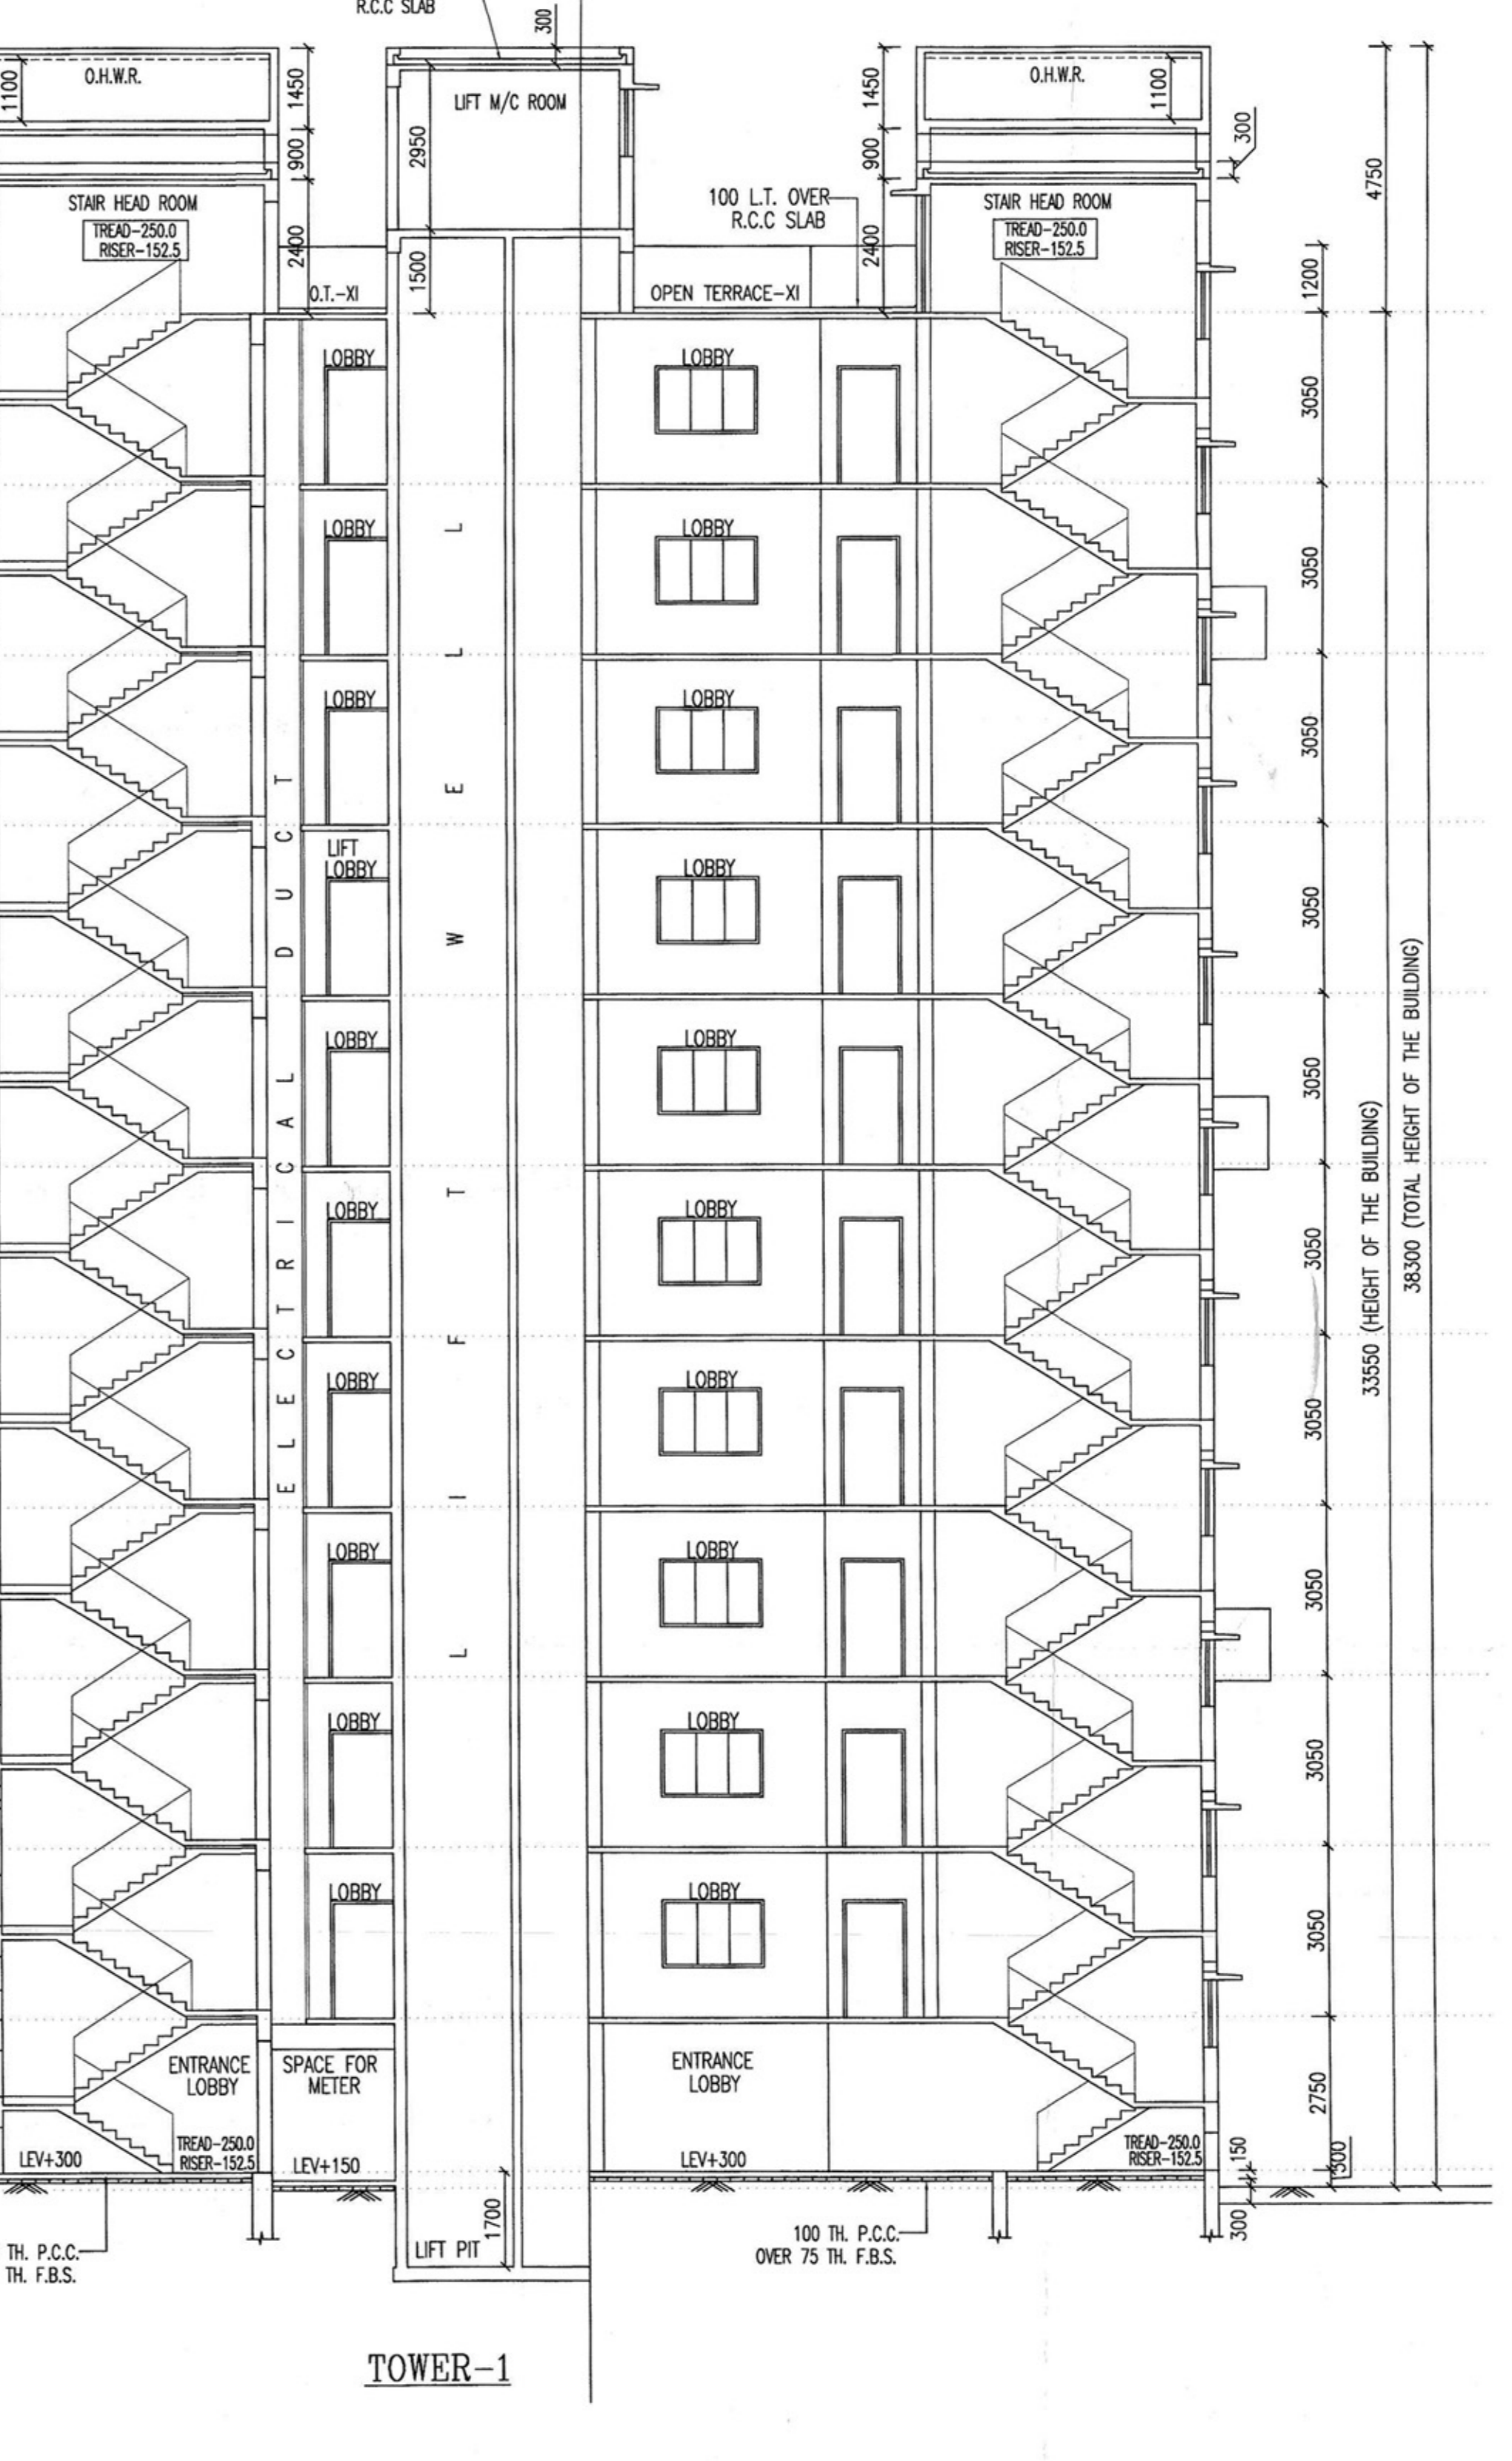 R.C.C SLAB
300
O.H.W.R.
1100
1450
LIFT M/C ROOM
2950
1450
O.H.W.R.
1100
300
900
900
4750
STAIR HEAD ROOM
TREAD-250.0
RISER-152.5
2400
1500
100 L.T. OVER
R.C.C SLAB
2400
STAIR HEAD ROOM
TREAD-250.0
RISER-152.5
1200
O.T.-XI
OPEN TERRACE-XI
LOBBY
LOBBY
3050
LOBBY
LOBBY
3050
LOBBY
LOBBY
3050
LIFT
LOBBY
LOBBY
3050
LOBBY
LOBBY
3050
LOBBY
LOBBY
3050
LOBBY
LOBBY
3050
LOBBY
LOBBY
3050
LOBBY
LOBBY
3050
LOBBY
LOBBY
3050
ELECTRICAL DUCT
LIFT WELL
33550 (HEIGHT OF THE BUILDING)
38300 (TOTAL HEIGHT OF THE BUILDING)
ENTRANCE
LOBBY
SPACE FOR
METER
ENTRANCE
LOBBY
2750
LEV+300
TREAD-250.0
RISER-152.5
LEV+150
LEV+300
TREAD-250.0
RISER-152.5
150
300
300
1700
LIFT PIT
TH. P.C.C.
TH. F.B.S.
100 TH. P.C.C.
OVER 75 TH. F.B.S.
TOWER-1